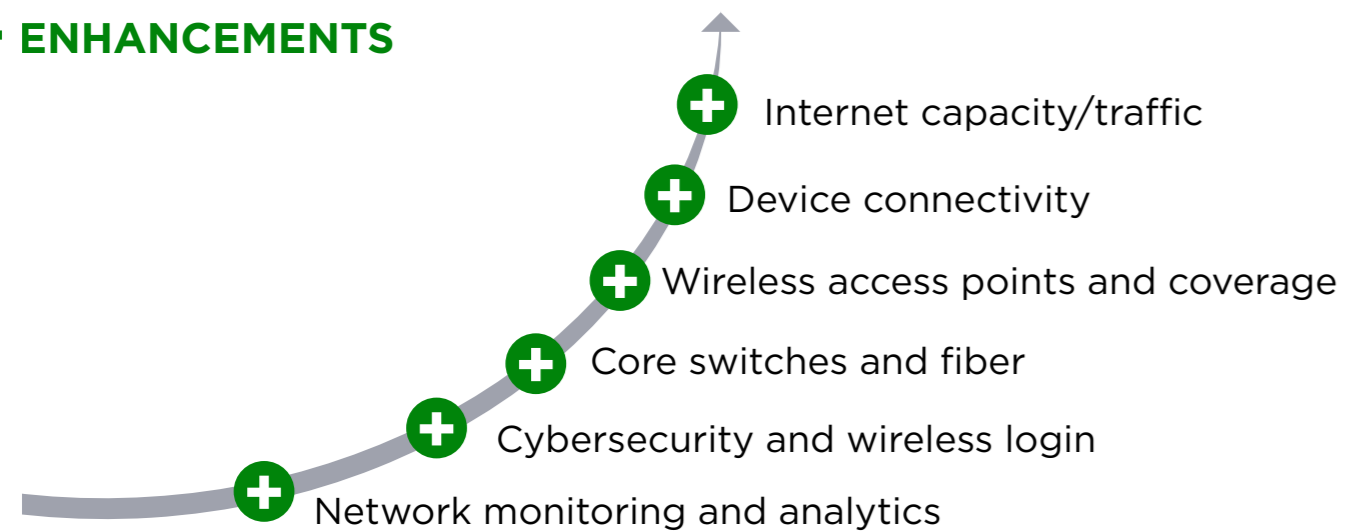 ENHANCEMENTS
Internet capacity/traffic
Device connectivity
Wireless access points and coverage
Core switches and fiber
Cybersecurity and wireless login
Network monitoring and analytics